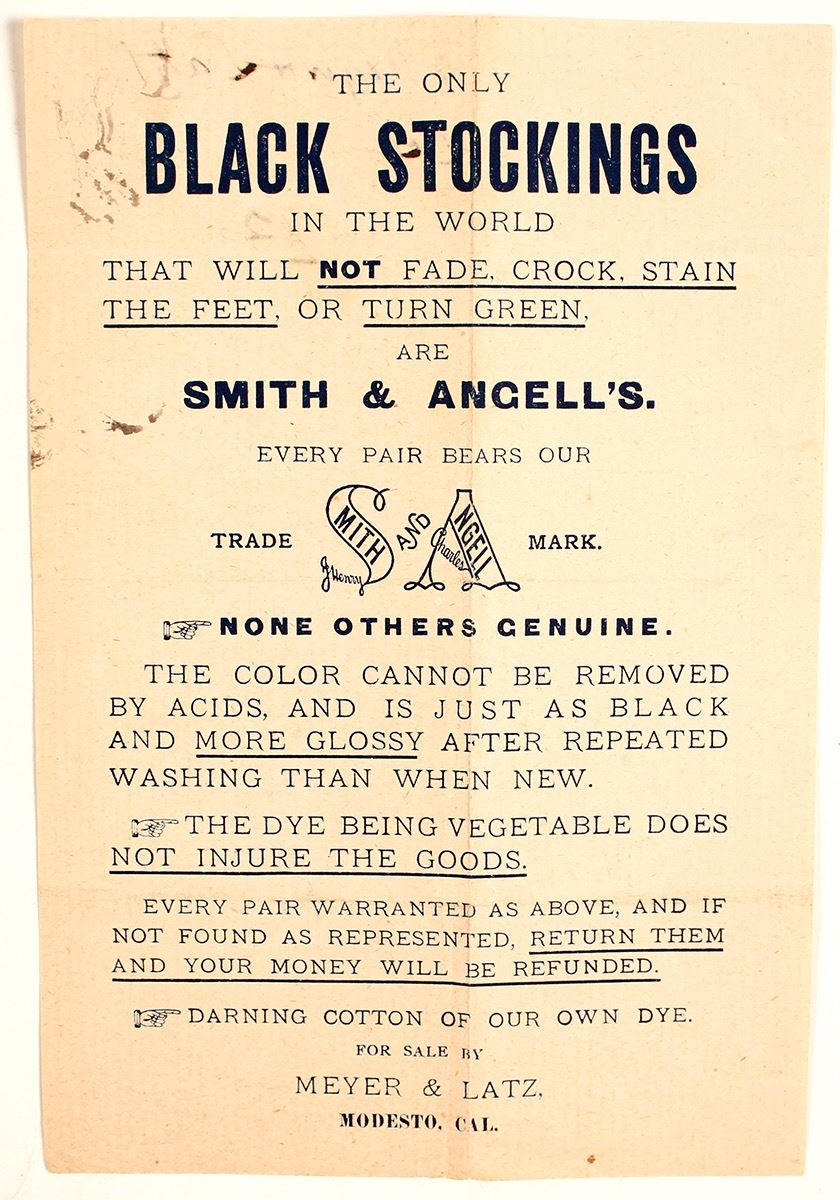 THE ONLY
BLACK STOCKINGS
IN THE WORLD
THAT WILL NOT FADE, CROCK, STAIN
THE FEET, OR TURN GREEN,
ARE
SMITH & ANGELL'S.
EVERY PAIR BEARS OUR
TRADE J Henry SMITH AND Charles ANGELL MARK.
☞ NONE OTHERS GENUINE.
THE COLOR CANNOT BE REMOVED
BY ACIDS, AND IS JUST AS BLACK
AND MORE GLOSSY AFTER REPEATED
WASHING THAN WHEN NEW.
☞ THE DYE BEING VEGETABLE DOES
NOT INJURE THE GOODS.
EVERY PAIR WARRANTED AS ABOVE, AND IF
NOT FOUND AS REPRESENTED, RETURN THEM
AND YOUR MONEY WILL BE REFUNDED.
☞ DARNING COTTON OF OUR OWN DYE.
FOR SALE BY
MEYER & LATZ,
MODESTO, CAL.